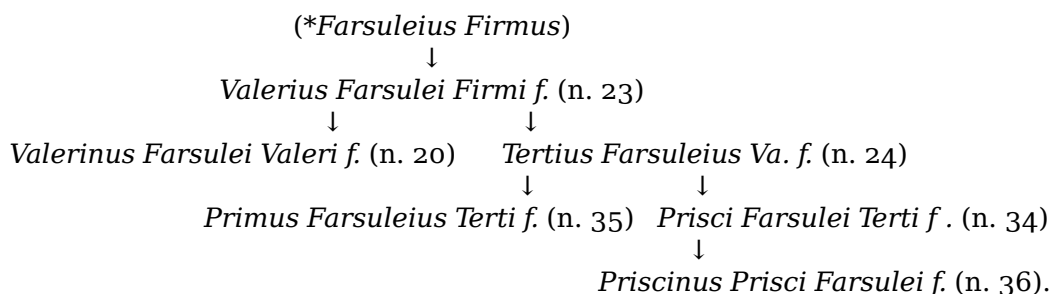 (*Farsuleius Firmus)
↓
Valerius Farsulei Firmi f. (n. 23)
↓ ↓
Valerinus Farsulei Valeri f. (n. 20) Tertius Farsuleius Va. f. (n. 24)
↓ ↓
Primus Farsuleius Terti f. (n. 35) Prisci Farsulei Terti f . (n. 34)
↓
Priscinus Prisci Farsulei f. (n. 36).